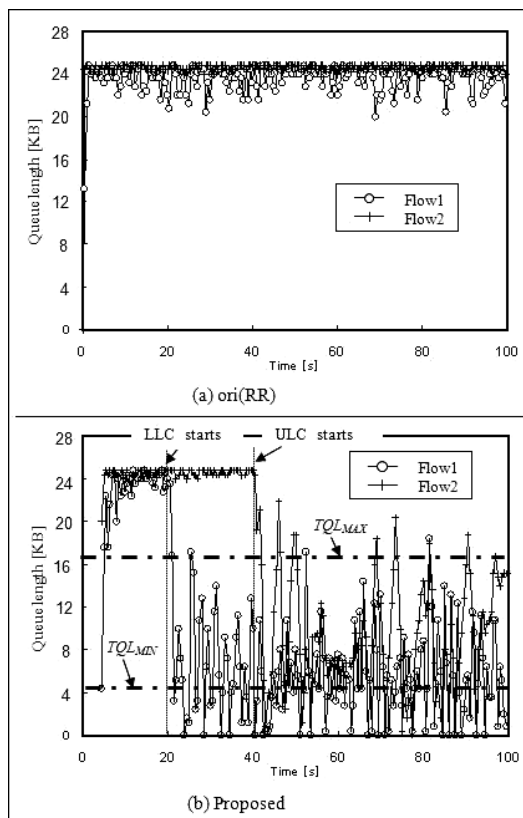 28
24
20
16
12
8
4
0
Queue length [KB]
Flow1
Flow2
0 20 40 60 80 100
Time [s]
(a) ori(RR)
LLC starts ULC starts
28
24
20
16
12
8
4
0
Queue length [KB]
Flow1
Flow2
TQLMAX
TQLMIN
0 20 40 60 80 100
Time [s]
(b) Proposed